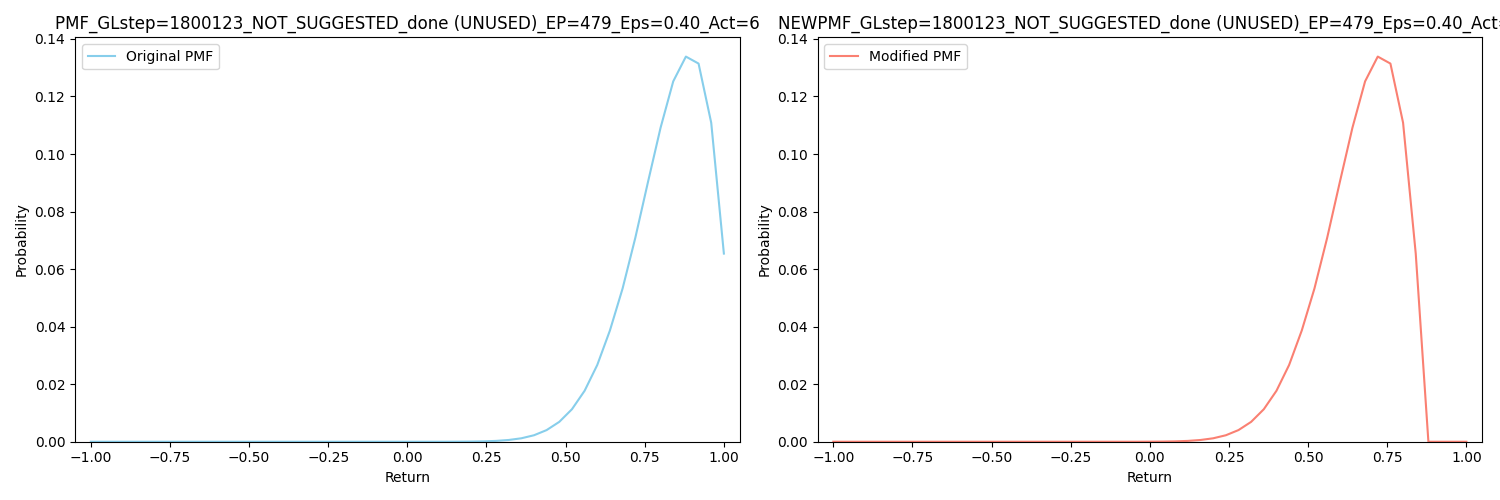 PMF_GLstep=1800123_NOT_SUGGESTED_done (UNUSED)_EP=479_Eps=0.40_Act=6
Original PMF
Probability
0.14
0.12
0.10
0.08
0.06
0.04
0.02
0.00
−1.00 −0.75 −0.50 −0.25 0.00 0.25 0.50 0.75 1.00
Return
NEWPMF_GLstep=1800123_NOT_SUGGESTED_done (UNUSED)_EP=479_Eps=0.40_Act=
Modified PMF
Probability
0.14
0.12
0.10
0.08
0.06
0.04
0.02
0.00
−1.00 −0.75 −0.50 −0.25 0.00 0.25 0.50 0.75 1.00
Return